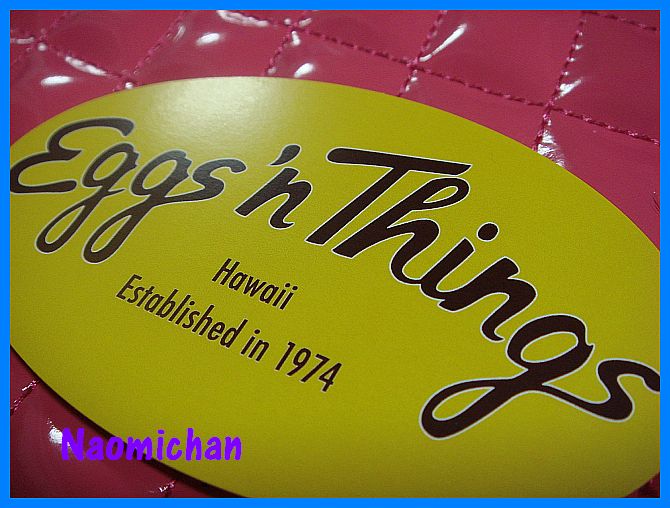 Eggs 'n Things
Hawaii
Established in 1974
Naomichan